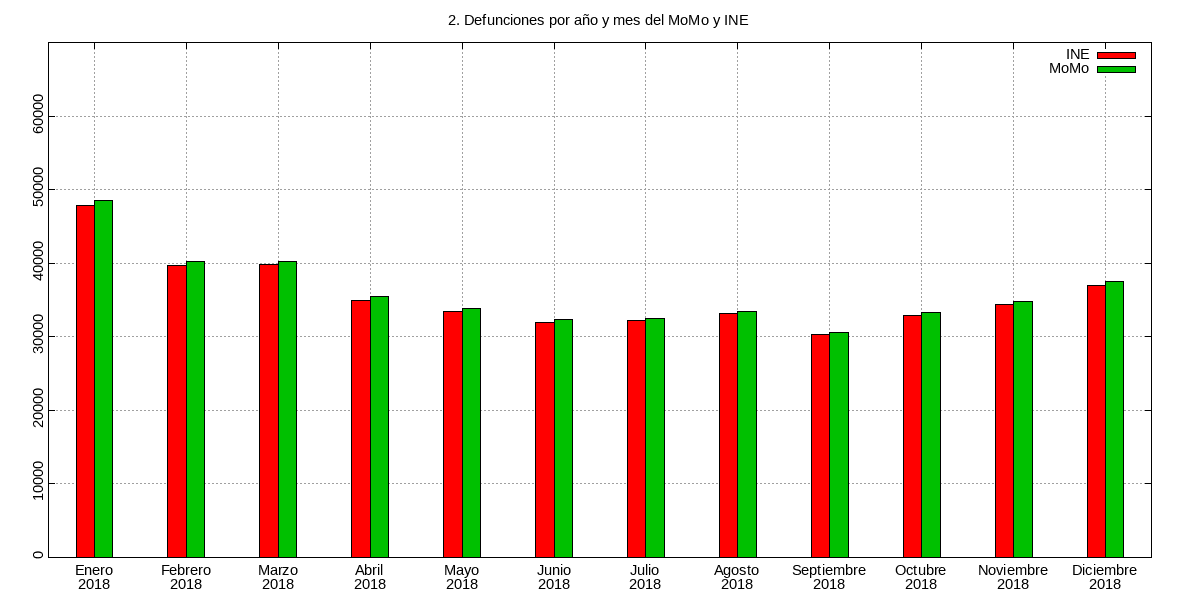 2. Defunciones por año y mes del MoMo y INE
INE
MoMo
60000
50000
40000
30000
20000
10000
0
Enero
2018
Febrero
2018
Marzo
2018
Abril
2018
Mayo
2018
Junio
2018
Julio
2018
Agosto
2018
Septiembre
2018
Octubre
2018
Noviembre
2018
Diciembre
2018